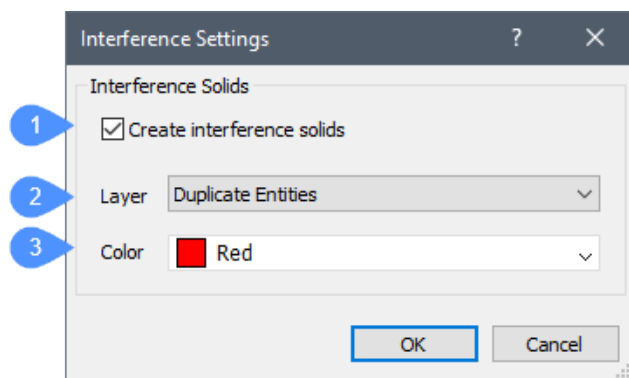 Interference Settings ? ×
Interference Solids
1 Create interference solids
2 Layer Duplicate Entities
3 Color Red
OK Cancel